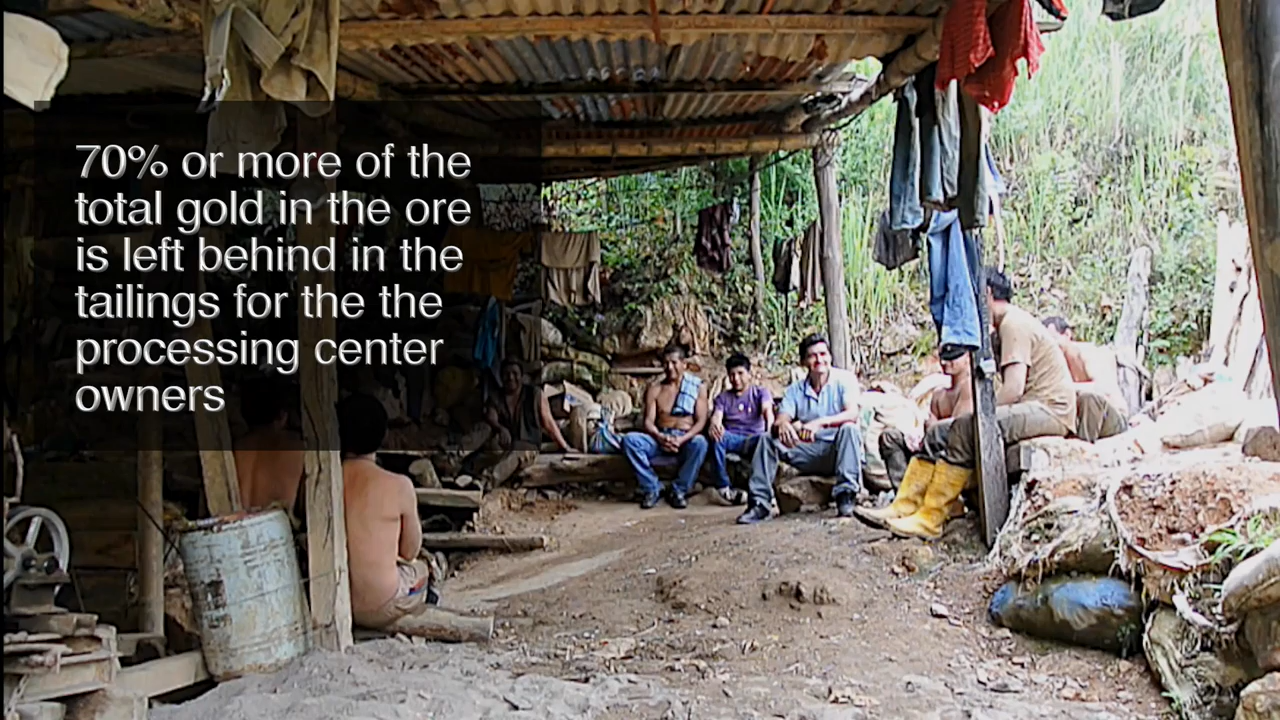 70% or more of the
total gold in the ore
is left behind in the
tailings for the the
processing center
owners